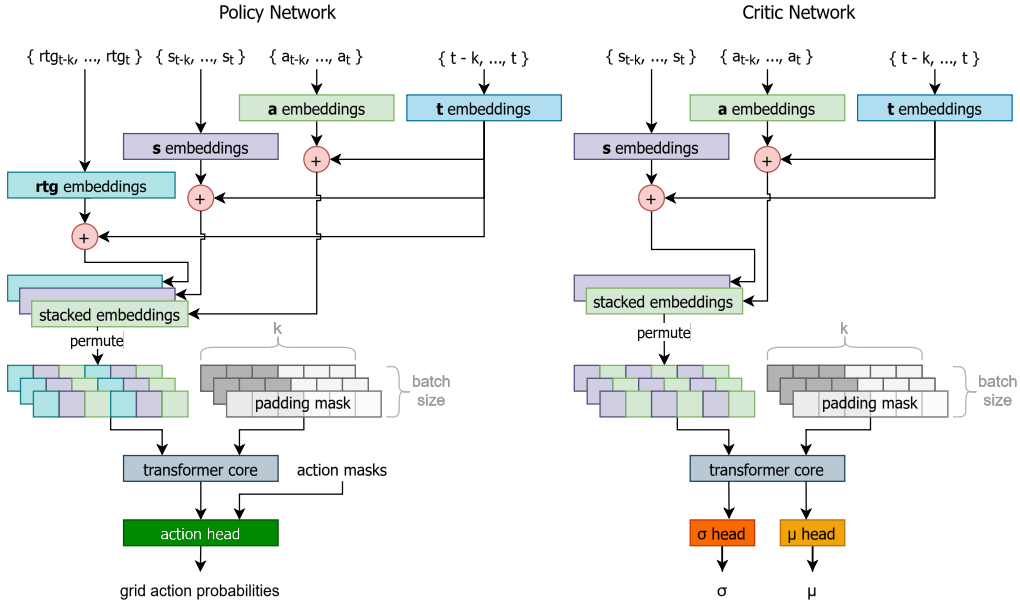 Policy Network
{ rtgt-k, ..., rtgt }
{ st-k, ..., st }
{ at-k, ..., at }
{ t - k, ..., t }
a embeddings
t embeddings
s embeddings
+
rtg embeddings
+
+
stacked embeddings
permute
k
padding mask
batch
size
transformer core
action masks
action head
grid action probabilities
Critic Network
{ st-k, ..., st }
{ at-k, ..., at }
{ t - k, ..., t }
a embeddings
t embeddings
s embeddings
+
+
stacked embeddings
permute
k
padding mask
batch
size
transformer core
σ head
μ head
σ
μ